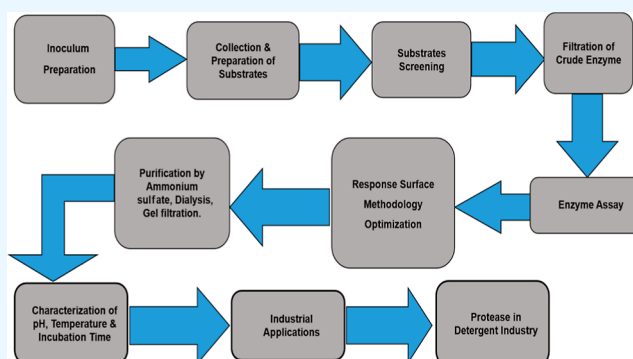 Inoculum
Preparation
Collection &
Preparation of
Substrates
Substrates
Screening
Filtration of
Crude Enzyme
Enzyme Assay
Response Surface
Methodology
Optimization
Purification by
Ammonium
sulfate, Dialysis,
Gel filtration.
Characterization of
pH, Temperature &
Incubation Time
Industrial
Applications
Protease in
Detergent Industry